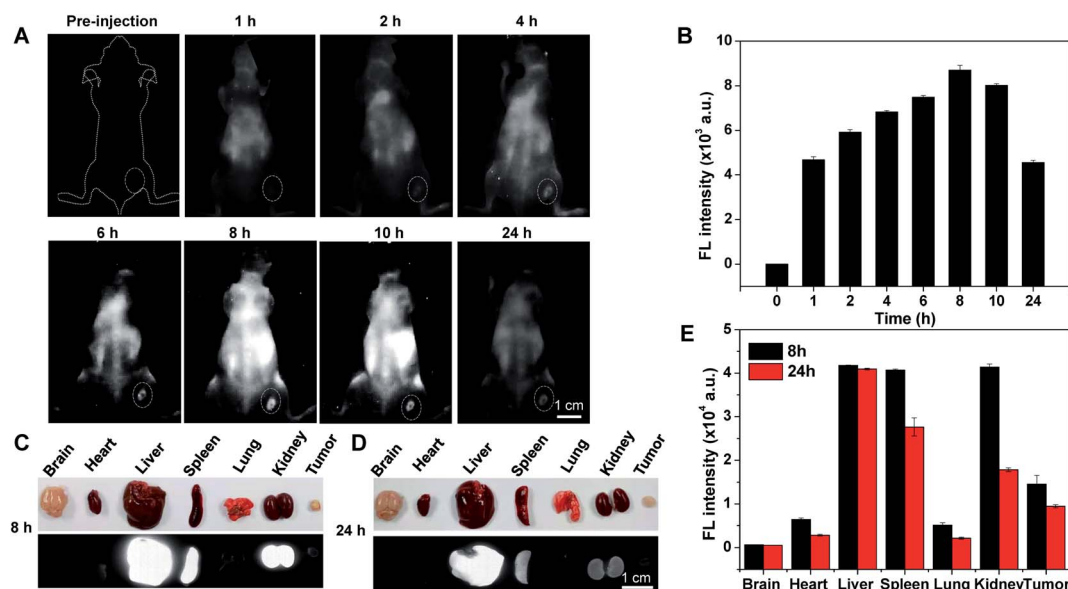 A
Pre-injection 1 h 2 h 4 h
6 h 8 h 10 h 24 h
1 cm
B
FL intensity (x10³ a.u.)
10
8
6
4
2
0
0 1 2 4 6 8 10 24
Time (h)
C
Brain Heart Liver Spleen Lung Kidney Tumor
8 h
D
Brain Heart Liver Spleen Lung Kidney Tumor
24 h
1 cm
E
8h
24h
FL intensity (x10⁴ a.u.)
5
4
3
2
1
0
Brain Heart Liver Spleen Lung Kidney Tumor